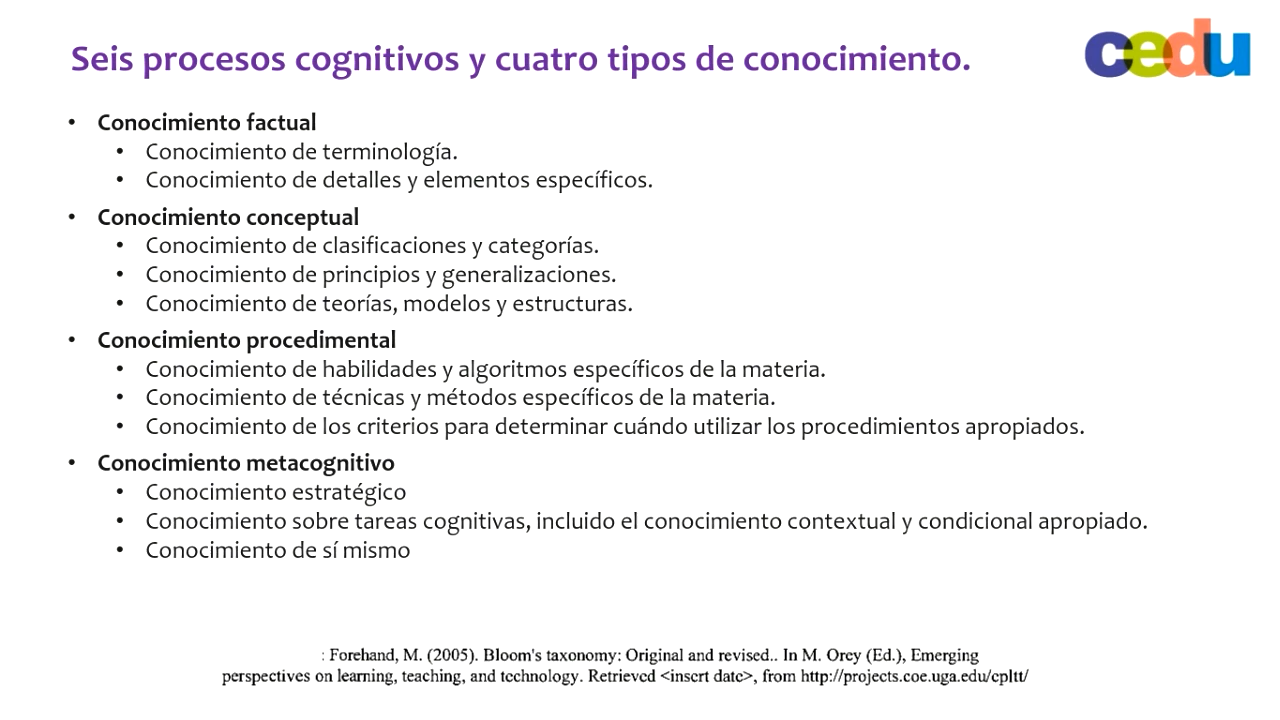 Seis procesos cognitivos y cuatro tipos de conocimiento.
cedu
• Conocimiento factual
• Conocimiento de terminología.
• Conocimiento de detalles y elementos específicos.
• Conocimiento conceptual
• Conocimiento de clasificaciones y categorías.
• Conocimiento de principios y generalizaciones.
• Conocimiento de teorías, modelos y estructuras.
• Conocimiento procedimental
• Conocimiento de habilidades y algoritmos específicos de la materia.
• Conocimiento de técnicas y métodos específicos de la materia.
• Conocimiento de los criterios para determinar cuándo utilizar los procedimientos apropiados.
• Conocimiento metacognitivo
• Conocimiento estratégico
• Conocimiento sobre tareas cognitivas, incluido el conocimiento contextual y condicional apropiado.
• Conocimiento de sí mismo
: Forehand, M. (2005). Bloom's taxonomy: Original and revised.. In M. Orey (Ed.), Emerging
perspectives on learning, teaching, and technology. Retrieved <insert date>, from http://projects.coe.uga.edu/epltt/